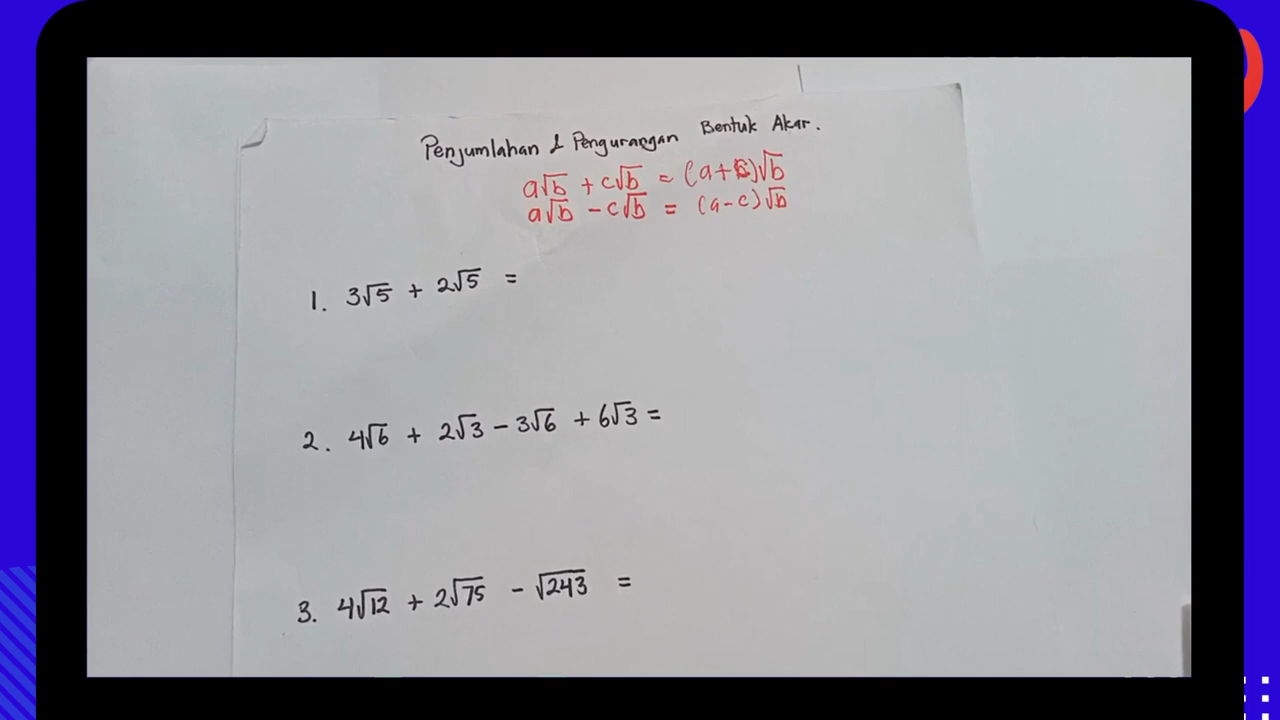 Penjumlahan & Pengurangan Bentuk Akar.
a√b + c√b = (a+c)√b
a√b - c√b = (a-c)√b
1. 3√5 + 2√5 =
2. 4√6 + 2√3 - 3√6 + 6√3 =
3. 4√12 + 2√75 - √243 =